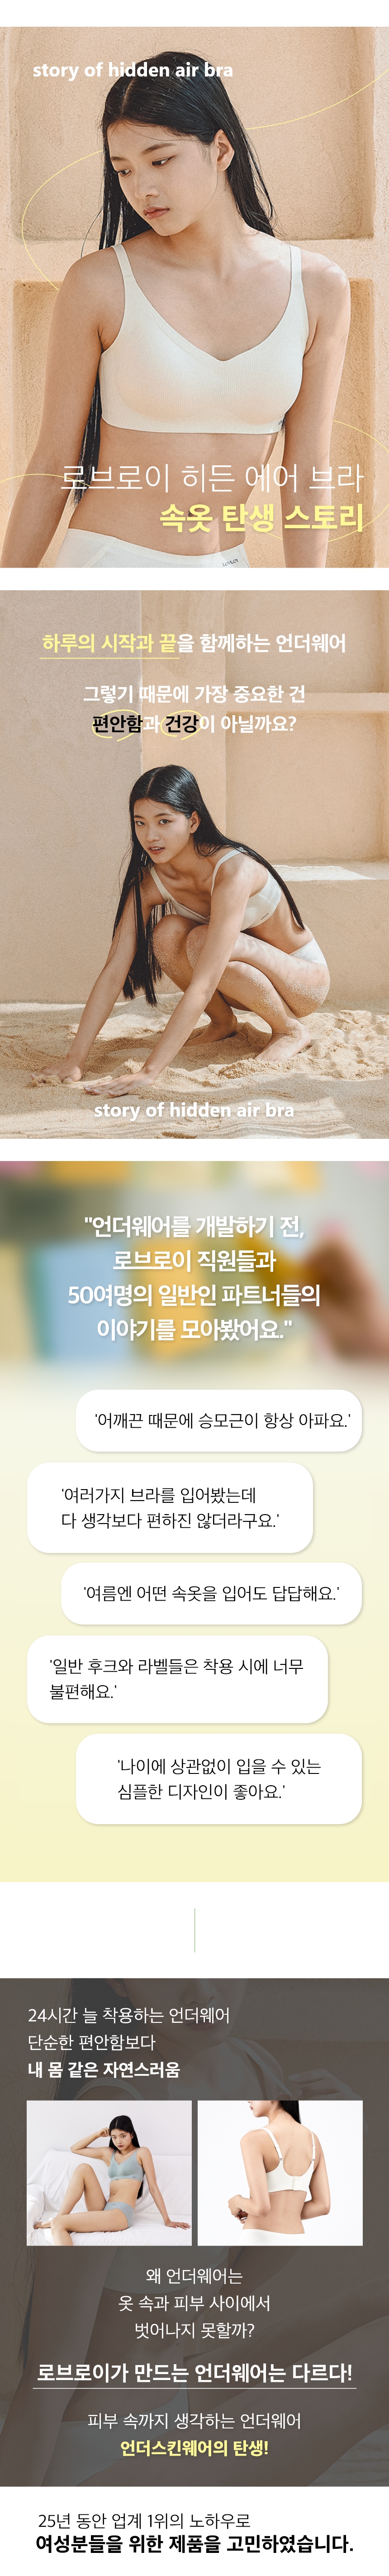 story of hidden air bra
로브로이 히든 에어 브라
속옷 탄생 스토리
하루의 시작과 끝을 함께하는 언더웨어
그렇기 때문에 가장 중요한 건
편안함과 건강이 아닐까요?
story of hidden air bra
"언더웨어를 개발하기 전,
로브로이 직원들과
50여명의 일반인 파트너들의
이야기를 모아봤어요."
'어깨끈 때문에 승모근이 항상 아파요.'
'여러가지 브라를 입어봤는데
다 생각보다 편하진 않더라구요.'
'여름엔 어떤 속옷을 입어도 답답해요.'
'일반 후크와 라벨들은 착용 시에 너무
불편해요.'
'나이에 상관없이 입을 수 있는
심플한 디자인이 좋아요.'
24시간 늘 착용하는 언더웨어
단순한 편안함보다
내 몸 같은 자연스러움
왜 언더웨어는
옷 속과 피부 사이에서
벗어나지 못할까?
로브로이가 만드는 언더웨어는 다르다!
피부 속까지 생각하는 언더웨어
언더스킨웨어의 탄생!
25년 동안 업계 1위의 노하우로
여성분들을 위한 제품을 고민하였습니다.